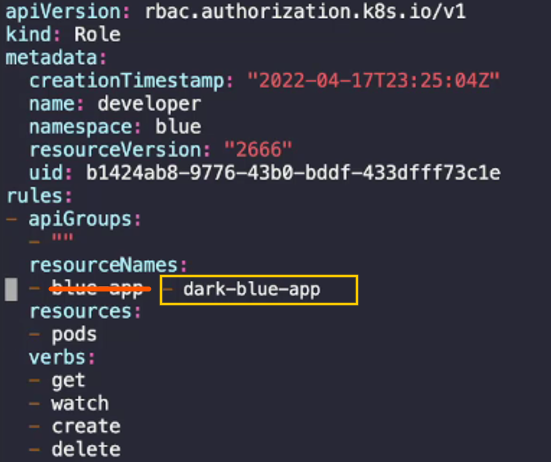 apiVersion: rbac.authorization.k8s.io/v1
kind: Role
metadata:
  creationTimestamp: "2022-04-17T23:25:04Z"
  name: developer
  namespace: blue
  resourceVersion: "2666"
  uid: b1424ab8-9776-43b0-bddf-433dfff73c1e
rules:
- apiGroups:
  - ""
  resourceNames:
  - blue-app - dark-blue-app
  resources:
  - pods
  verbs:
  - get
  - watch
  - create
  - delete